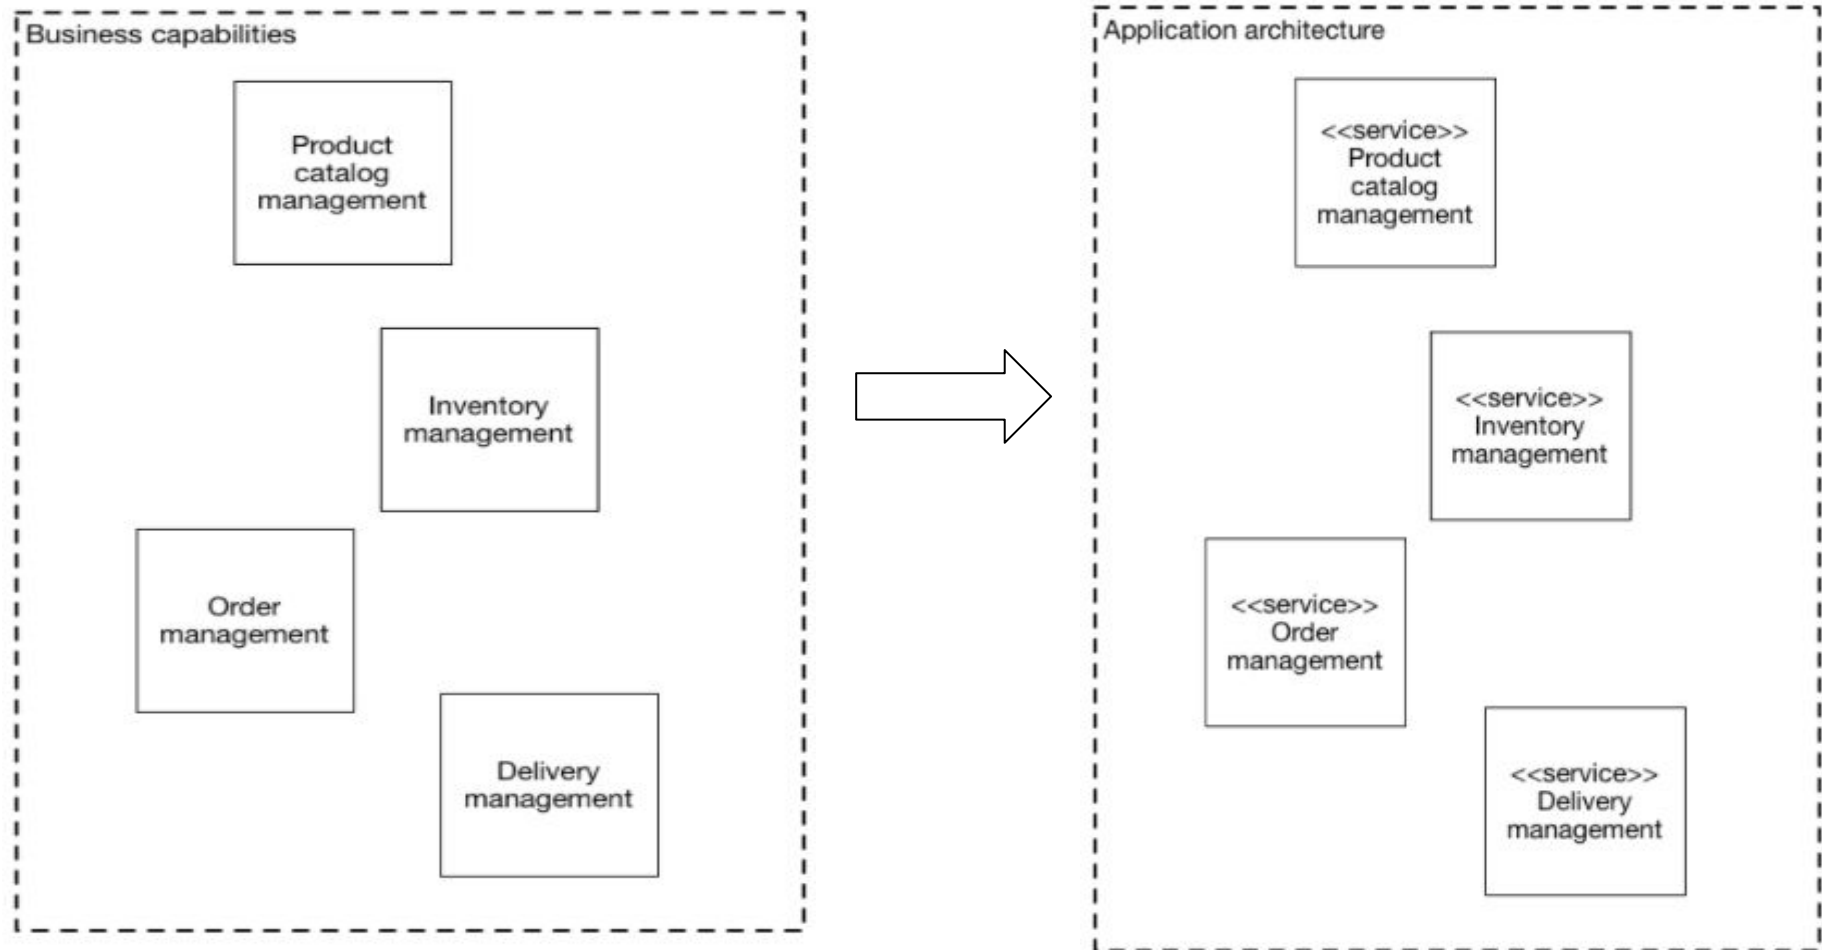 Business capabilities
Product
catalog
management
Inventory
management
Order
management
Delivery
management
Application architecture
<<service>>
Product
catalog
management
<<service>>
Inventory
management
<<service>>
Order
management
<<service>>
Delivery
management